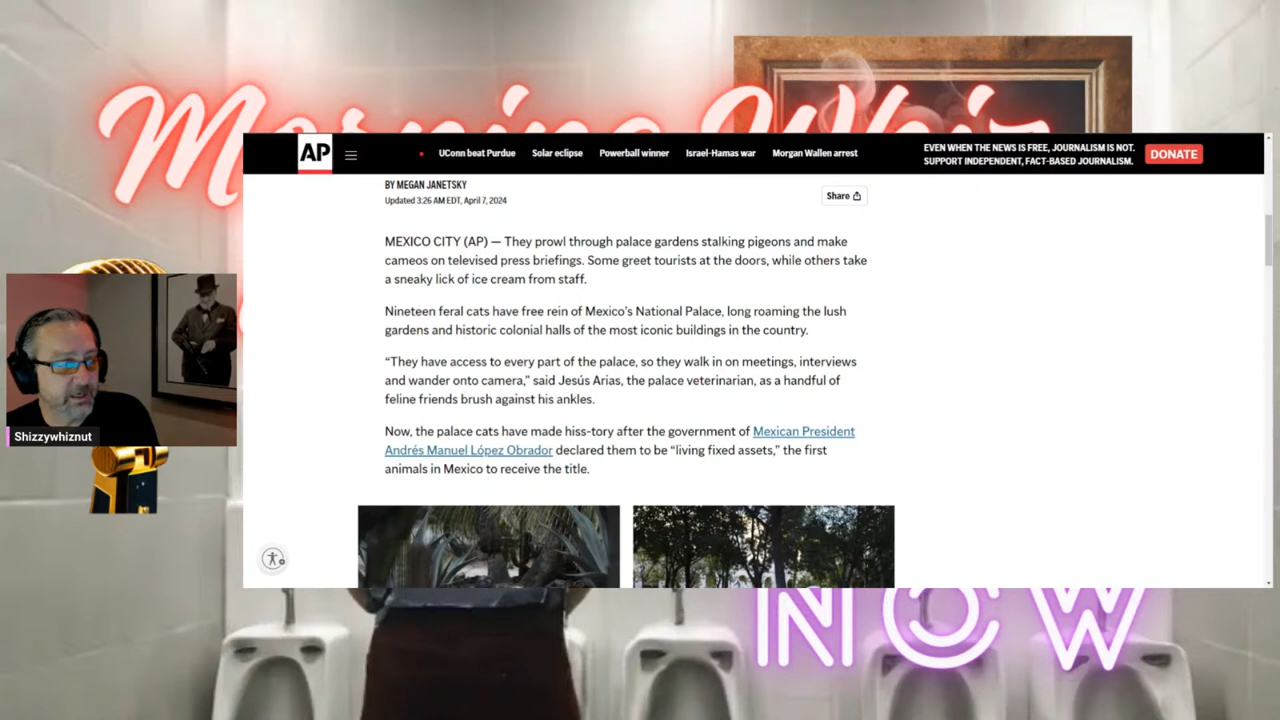 Morning Whiz
AP
UConn beat Purdue
Solar eclipse
Powerball winner
Israel-Hamas war
Morgan Wallen arrest
EVEN WHEN THE NEWS IS FREE, JOURNALISM IS NOT.
SUPPORT INDEPENDENT, FACT-BASED JOURNALISM.
DONATE
BY MEGAN JANETSKY
Updated 3:26 AM EDT, April 7, 2024
Share
MEXICO CITY (AP) — They prowl through palace gardens stalking pigeons and make
cameos on televised press briefings. Some greet tourists at the doors, while others take
a sneaky lick of ice cream from staff.
Nineteen feral cats have free rein of Mexico’s National Palace, long roaming the lush
gardens and historic colonial halls of the most iconic buildings in the country.
“They have access to every part of the palace, so they walk in on meetings, interviews
and wander onto camera,” said Jesús Arias, the palace veterinarian, as a handful of
feline friends brush against his ankles.
Now, the palace cats have made hiss-tory after the government of Mexican President
Andrés Manuel López Obrador declared them to be “living fixed assets,” the first
animals in Mexico to receive the title.
Shizzywhiznut
NOW